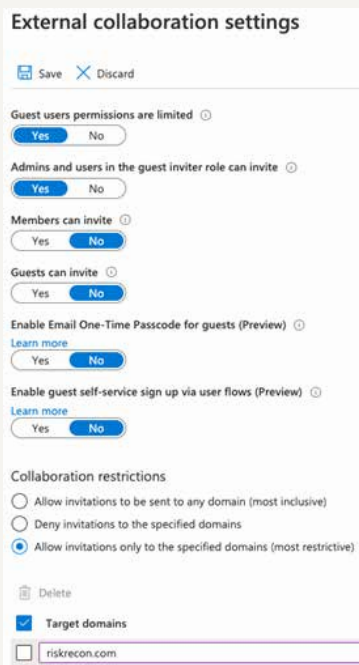 External collaboration settings
Save Discard
Guest users permissions are limited
Yes No
Admins and users in the guest inviter role can invite
Yes No
Members can invite
Yes No
Guests can invite
Yes No
Enable Email One-Time Passcode for guests (Preview)
Learn more
Yes No
Enable guest self-service sign up via user flows (Preview)
Learn more
Yes No
Collaboration restrictions
Allow invitations to be sent to any domain (most inclusive)
Deny invitations to the specified domains
Allow invitations only to the specified domains (most restrictive)
Delete
Target domains
riskrecon.com